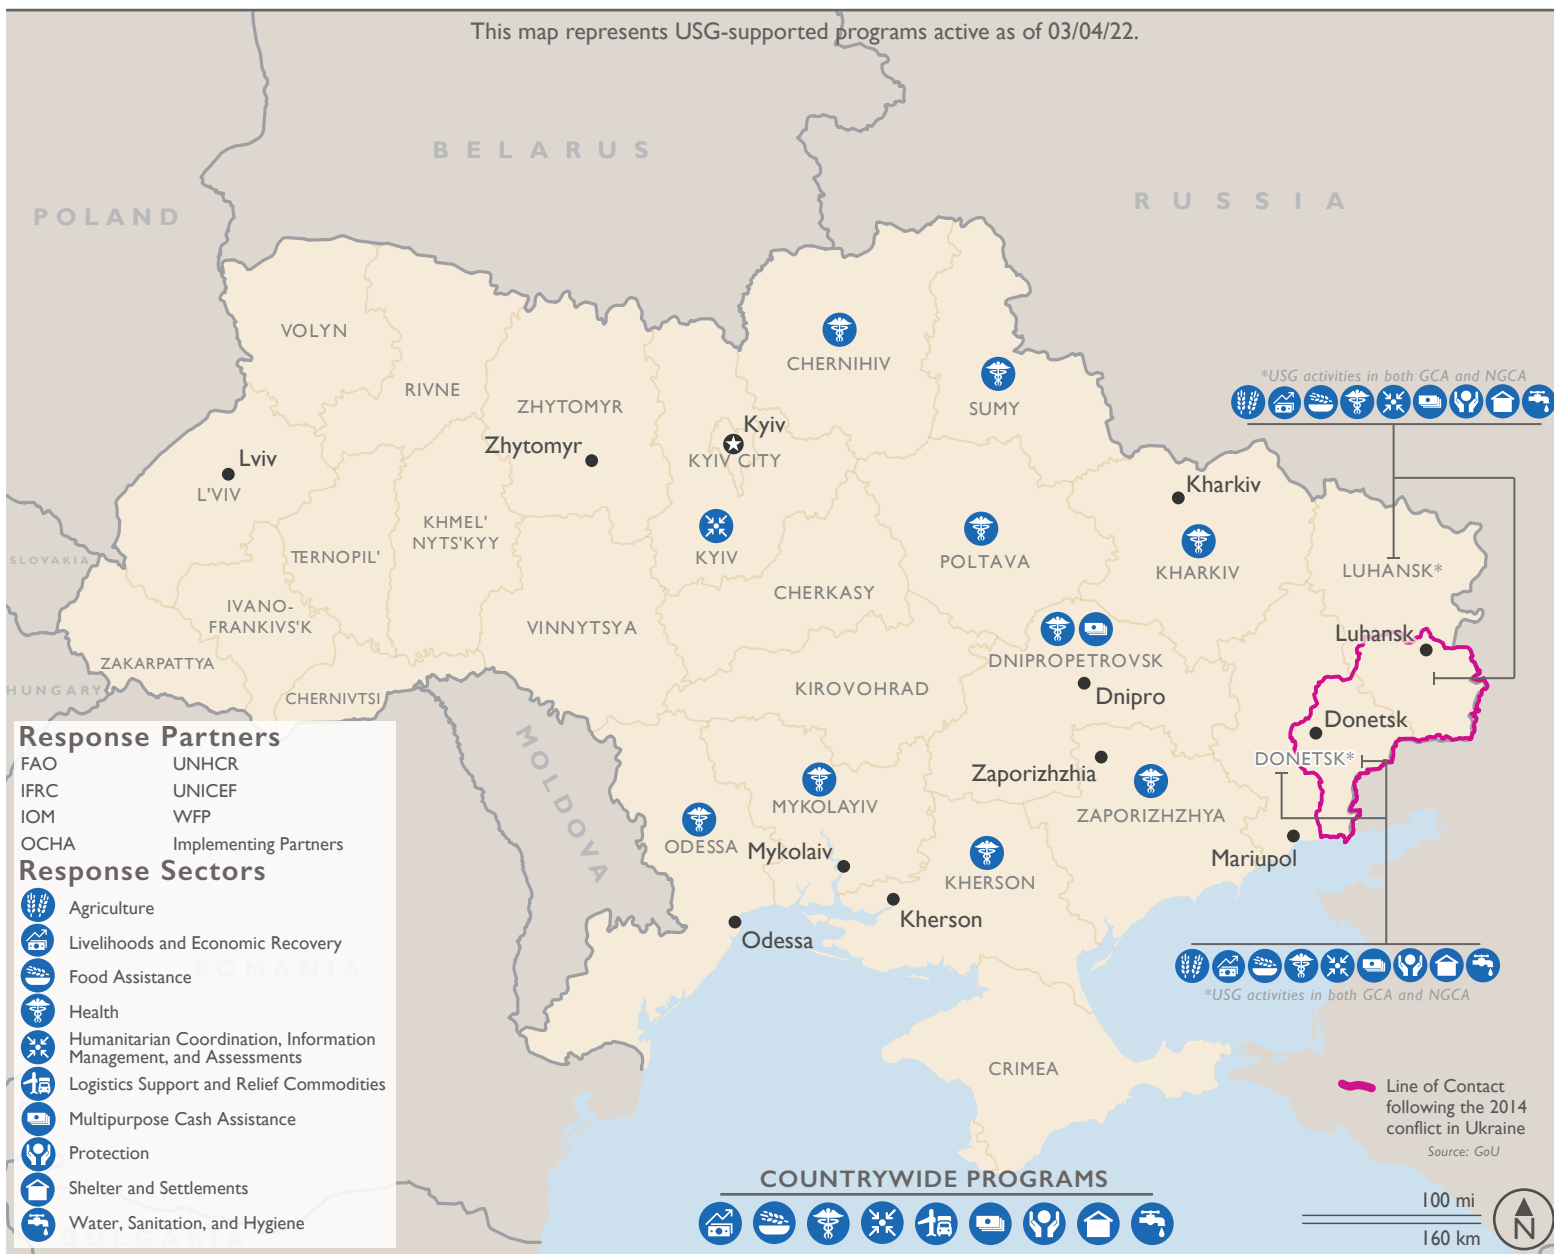 This map represents USG-supported programs active as of 03/04/22.
BELARUS
POLAND
RUSSIA
VOLYN
CHERNIHIV
RIVNE
ZHYTOMYR
SUMY
*USG activities in both GCA and NGCA
Kyiv
KYIV CITY
Zhytomyr
Lviv
L'VIV
Kharkiv
KHMEL'
NYTS'KYY
TERNOPIL'
KYIV
POLTAVA
KHARKIV
LUHANSK*
SLOVAKIA
CHERKASY
IVANO-
FRANKIVS'K
VINNYTSYA
Luhansk
ZAKARPATTYA
DNIPROPETROVSK
HUNGARY
CHERNIVTSI
KIROVOHRAD
Dnipro
Donetsk
DONETSK*
MOLDOVA
Zaporizhzhia
MYKOLAYIV
ZAPORIZHZHYA
ODESSA
Mykolaiv
Mariupol
KHERSON
Kherson
Odessa
*USG activities in both GCA and NGCA
CRIMEA
Response Partners
FAO UNHCR
IFRC UNICEF
IOM WFP
OCHA Implementing Partners
Response Sectors
Agriculture
Livelihoods and Economic Recovery
ROMANIA
Food Assistance
Health
Humanitarian Coordination, Information
Management, and Assessments
Logistics Support and Relief Commodities
Multipurpose Cash Assistance
Protection
Shelter and Settlements
Water, Sanitation, and Hygiene
BULGARIA
Line of Contact
following the 2014
conflict in Ukraine
Source: GoU
COUNTRYWIDE PROGRAMS
100 mi
160 km
N